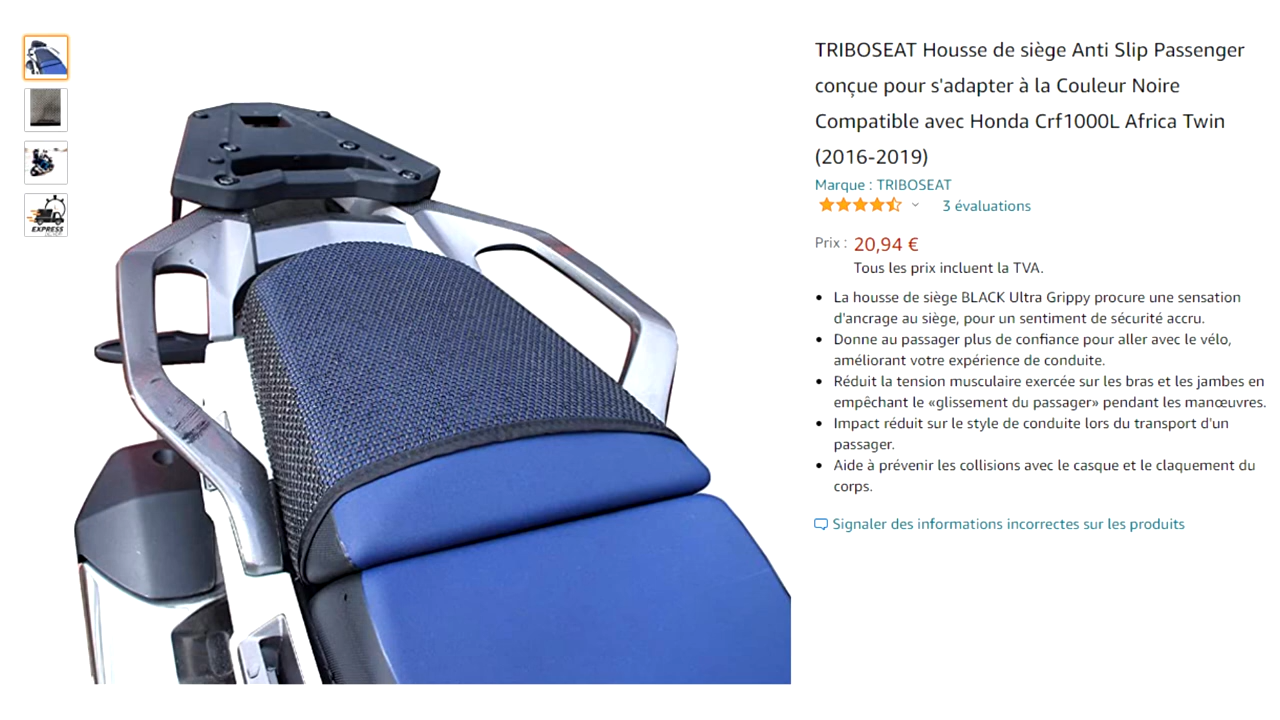 EXPRESS
TRIBOSEAT Housse de siège Anti Slip Passenger
conçue pour s'adapter à la Couleur Noire
Compatible avec Honda Crf1000L Africa Twin
(2016-2019)
Marque : TRIBOSEAT
3 évaluations
Prix : 20,94 €
Tous les prix incluent la TVA.
• La housse de siège BLACK Ultra Grippy procure une sensation
d'ancrage au siège, pour un sentiment de sécurité accru.
• Donne au passager plus de confiance pour aller avec le vélo,
améliorant votre expérience de conduite.
• Réduit la tension musculaire exercée sur les bras et les jambes en
empêchant le «glissement du passager» pendant les manœuvres.
• Impact réduit sur le style de conduite lors du transport d'un
passager.
• Aide à prévenir les collisions avec le casque et le claquement du
corps.
Signaler des informations incorrectes sur les produits